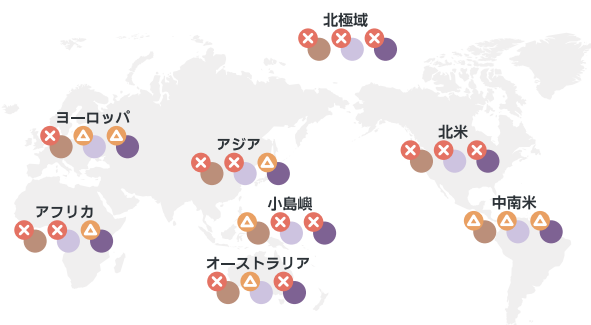 北極域
ヨーロッパ
アジア
北米
アフリカ
小島嶼
中南米
オーストラリア